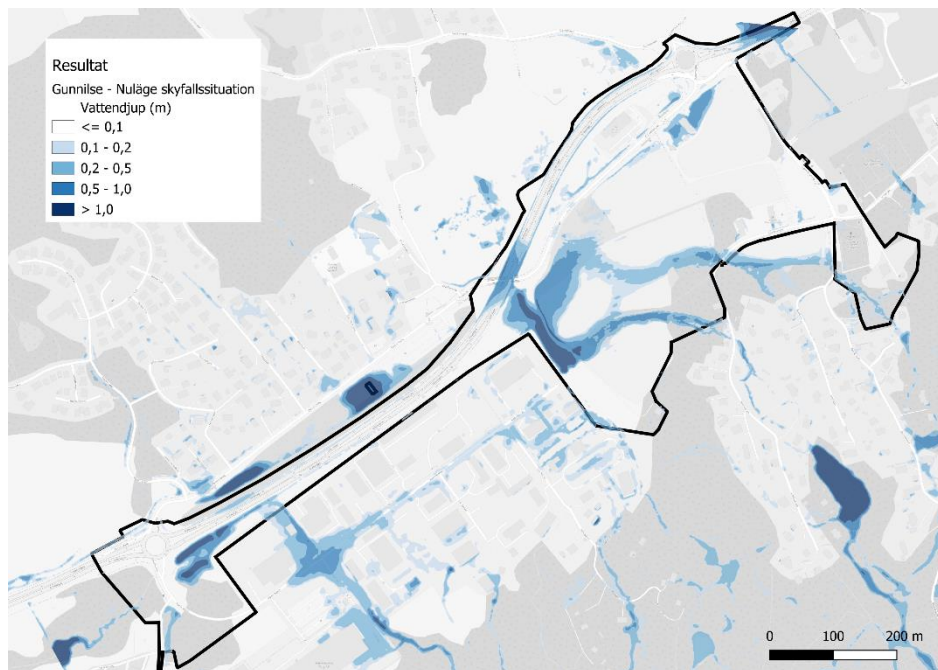 Resultat
Gunnilse - Nuläge skyfallssituation
Vattendjup (m)
<= 0,1
0,1 - 0,2
0,2 - 0,5
0,5 - 1,0
> 1,0
0 100 200 m